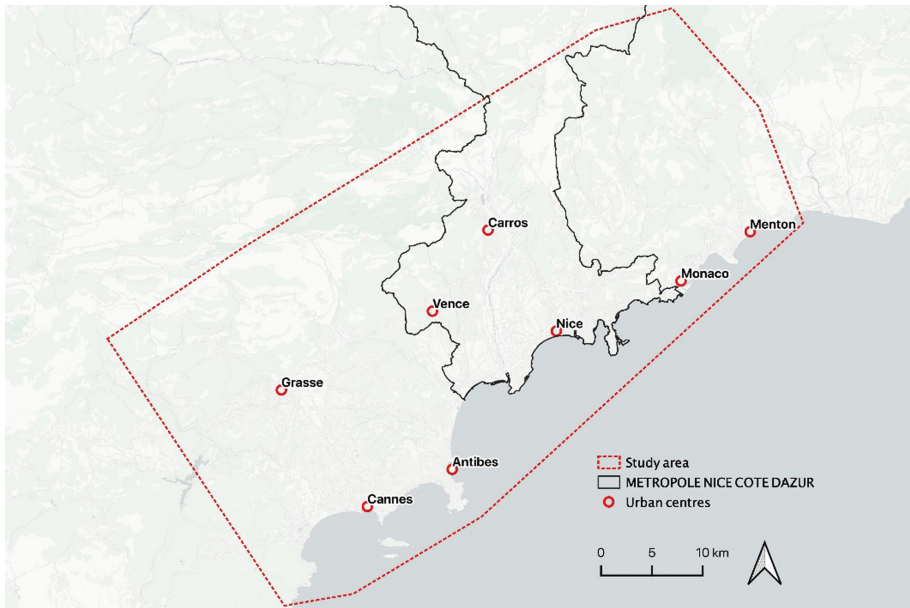 Carros
Menton
Monaco
Vence
Nice
Grasse
Antibes
Cannes
Study area
METROPOLE NICE COTE DAZUR
Urban centres
0 5 10 km